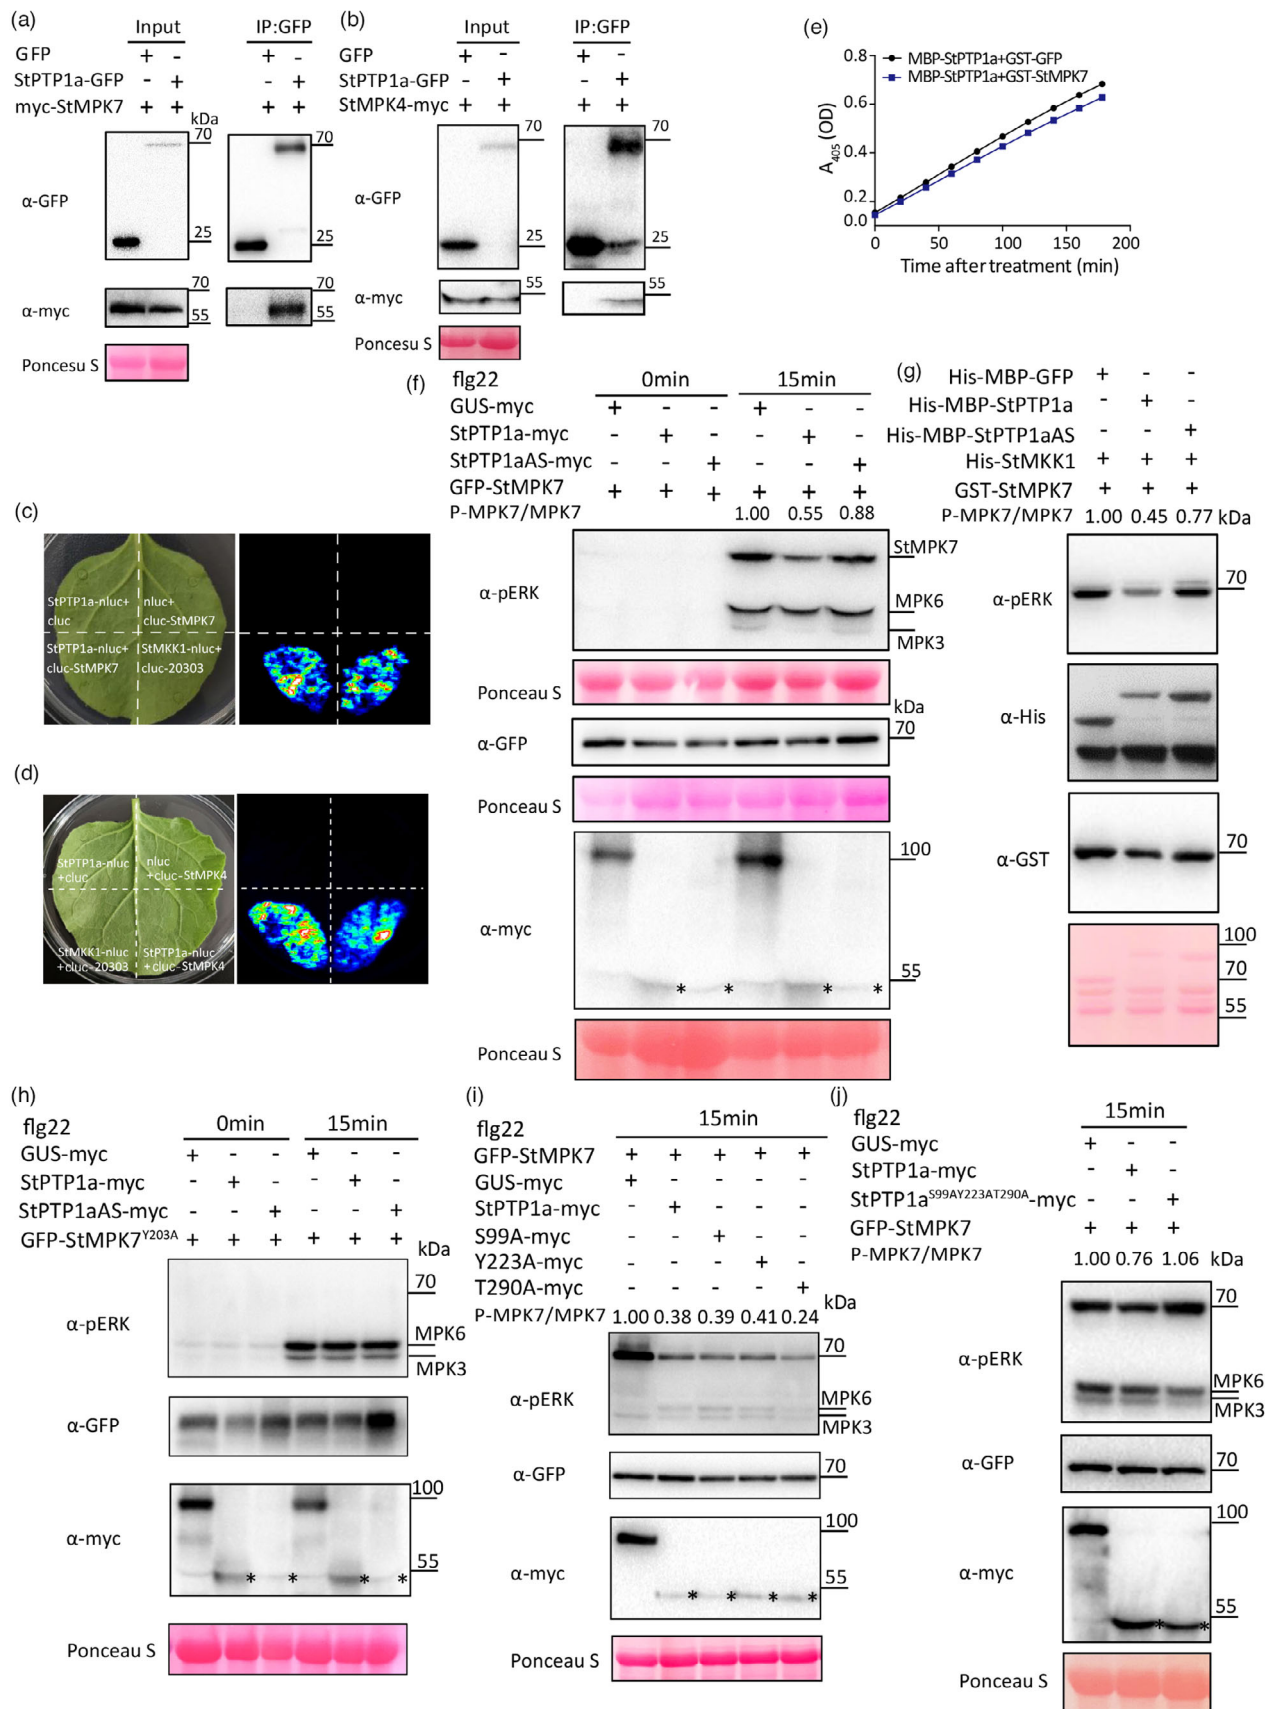 (a)
Input IP:GFP
GFP + - + -
StPTP1a-GFP - + - +
myc-StMPK7 + + + +
kDa
70 70
α-GFP
25 25
70 70
α-myc
55 55
Poncesu S
(b)
Input IP:GFP
GFP + - + -
StPTP1a-GFP - + - +
StMPK4-myc + + + +
70 70
α-GFP
25 25
55 55
α-myc
Poncesu S
(e)
MBP-StPTP1a+GST-GFP
MBP-StPTP1a+GST-StMPK7
A405 (OD)
0.8
0.6
0.4
0.2
0.0
0 50 100 150 200
Time after treatment (min)
(c)
StPTP1a-nluc+ nluc+
cluc cluc-StMPK7
StPTP1a-nluc+ StMKK1-nluc+
cluc-StMPK7 cluc-20303
(d)
StPTP1a-nluc nluc
+cluc +cluc-StMPK4
StMKK1-nluc StPTP1a-nluc
+cluc-20303 +cluc-StMPK4
(f)
flg22 0min 15min
GUS-myc + - - + - -
StPTP1a-myc - + - - + -
StPTP1aAS-myc - - + - - +
GFP-StMPK7 + + + + + +
P-MPK7/MPK7 1.00 0.55 0.88
StMPK7
α-pERK
MPK6
MPK3
Ponceau S
kDa
70
α-GFP
Ponceau S
100
α-myc
55
* * * *
Ponceau S
(g)
His-MBP-GFP + - -
His-MBP-StPTP1a - + -
His-MBP-StPTP1aAS - - +
His-StMKK1 + + +
GST-StMPK7 + + +
P-MPK7/MPK7 1.00 0.45 0.77 kDa
70
α-pERK
α-His
70
α-GST
100
70
55
(h)
flg22 0min 15min
GUS-myc + - - + - -
StPTP1a-myc - + - - + -
StPTP1aAS-myc - - + - - +
GFP-StMPK7Y203A + + + + + +
kDa
70
α-pERK
MPK6
MPK3
α-GFP
100
α-myc
55
* * * *
Ponceau S
(i)
flg22 15min
GFP-StMPK7 + + + + +
GUS-myc + - - - -
StPTP1a-myc - + - - -
S99A-myc - - + - -
Y223A-myc - - - + -
T290A-myc - - - - +
kDa
P-MPK7/MPK7 1.00 0.38 0.39 0.41 0.24
70
α-pERK
MPK6
MPK3
α-GFP
70
100
α-myc
55
* * * *
Ponceau S
(j)
flg22 15min
GUS-myc + - -
StPTP1a-myc - + -
StPTP1aS99AY223AT290A-myc - - +
GFP-StMPK7 + + +
P-MPK7/MPK7 1.00 0.76 1.06 kDa
70
α-pERK
MPK6
MPK3
α-GFP
70
100
α-myc
55
* *
Ponceau S